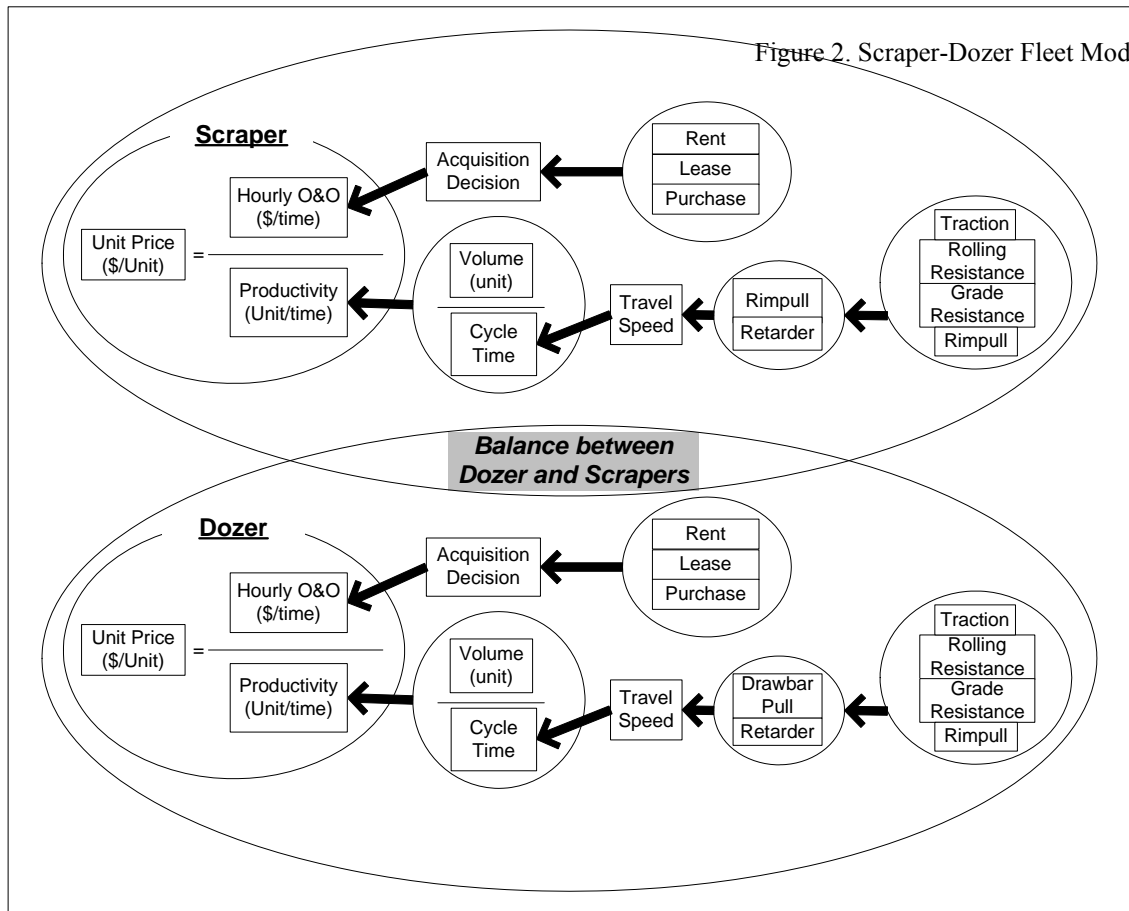 Figure 2. Scraper-Dozer Fleet Mod
Scraper
Unit Price
($/Unit)
=
Hourly O&O
($/time)
Productivity
(Unit/time)
Acquisition
Decision
Rent
Lease
Purchase
Volume
(unit)
Cycle
Time
Travel
Speed
Rimpull
Retarder
Traction
Rolling
Resistance
Grade
Resistance
Rimpull
Balance between
Dozer and Scrapers
Dozer
Unit Price
($/Unit)
=
Hourly O&O
($/time)
Productivity
(Unit/time)
Acquisition
Decision
Rent
Lease
Purchase
Volume
(unit)
Cycle
Time
Travel
Speed
Drawbar
Pull
Retarder
Traction
Rolling
Resistance
Grade
Resistance
Rimpull